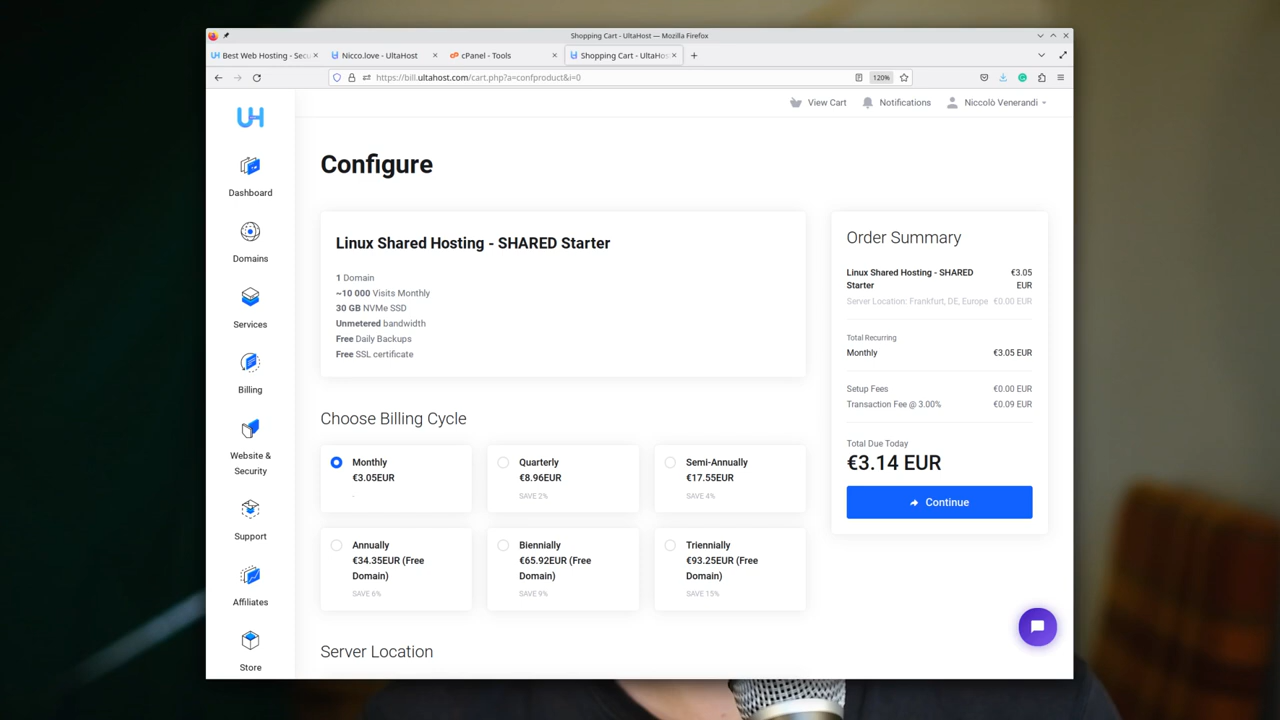 Shopping Cart - UltaHost — Mozilla Firefox
Best Web Hosting - Secu
Nicco.love - UltaHost
cPanel - Tools
Shopping Cart - UltaHos
https://bill.ultahost.com/cart.php?a=confproduct&i=0
120%
UH
View Cart
Notifications
Niccolò Venerandi
Dashboard
Domains
Services
Billing
Website &
Security
Support
Affiliates
Store
Configure
Linux Shared Hosting - SHARED Starter
1 Domain
~10 000 Visits Monthly
30 GB NVMe SSD
Unmetered bandwidth
Free Daily Backups
Free SSL certificate
Choose Billing Cycle
Monthly
€3.05EUR
-
Quarterly
€8.96EUR
SAVE 2%
Semi-Annually
€17.55EUR
SAVE 4%
Annually
€34.35EUR (Free
Domain)
SAVE 6%
Biennially
€65.92EUR (Free
Domain)
SAVE 9%
Triennially
€93.25EUR (Free
Domain)
SAVE 15%
Server Location
Order Summary
Linux Shared Hosting - SHARED
Starter
€3.05
EUR
Server Location: Frankfurt, DE, Europe €0.00 EUR
Total Recurring
Monthly €3.05 EUR
Setup Fees €0.00 EUR
Transaction Fee @ 3.00% €0.09 EUR
Total Due Today
€3.14 EUR
Continue